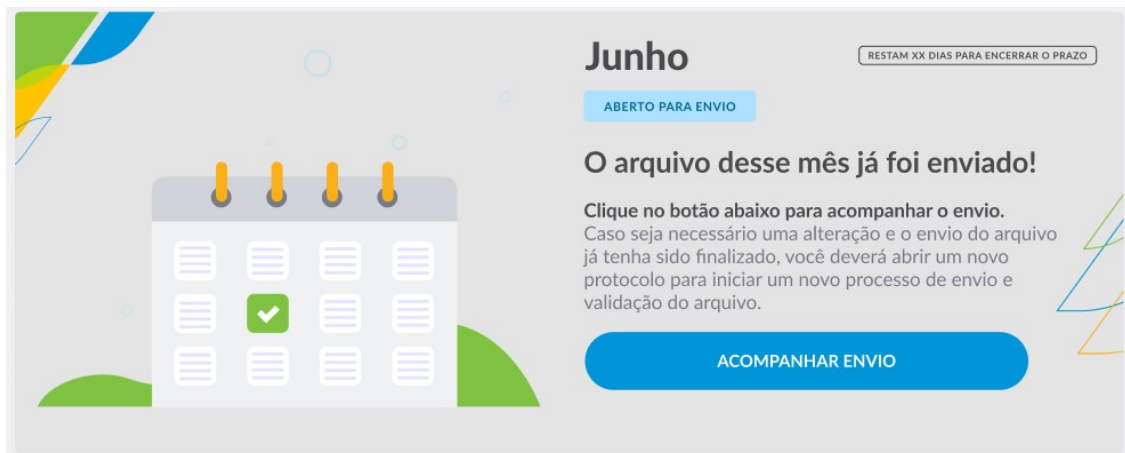 Junho
RESTAM XX DIAS PARA ENCERRAR O PRAZO
ABERTO PARA ENVIO
O arquivo desse mês já foi enviado!
Clique no botão abaixo para acompanhar o envio.
Caso seja necessário uma alteração e o envio do arquivo
já tenha sido finalizado, você deverá abrir um novo
protocolo para iniciar um novo processo de envio e
validação do arquivo.
ACOMPANHAR ENVIO